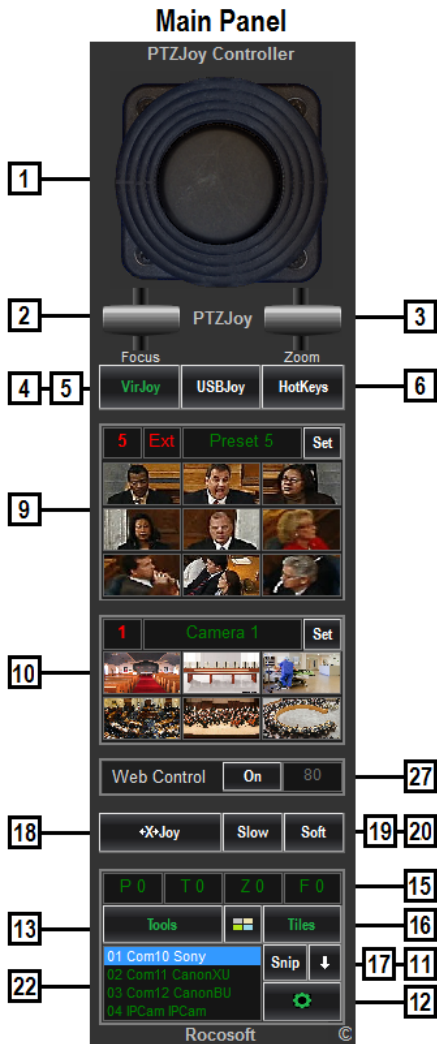 Main Panel
PTZJoy Controller
1
2 PTZJoy 3
Focus Zoom
4 5 VirJoy USBJoy HotKeys 6
5 Ext Preset 5 Set
9
1 Camera 1 Set
10
Web Control On 80 27
18 +X+Joy Slow Soft 19 20
P 0 T 0 Z 0 F 0 15
13 Tools Tiles 16
01 Com10 Sony Snip 17 11
02 Com11 CanonXU
22 03 Com12 CanonBU 12
04 IPCam IPCam
Rocosoft ©